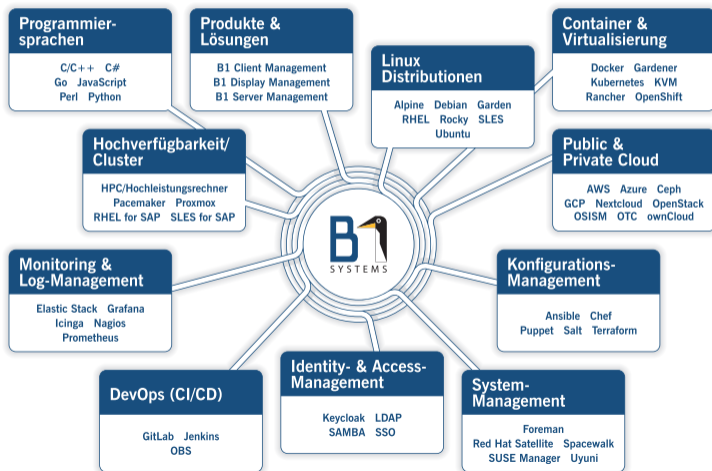 Programmier-
sprachen
C/C++ C#
Go JavaScript
Perl Python
Produkte &
Lösungen
B1 Client Management
B1 Display Management
B1 Server Management
Linux
Distributionen
Alpine Debian Garden
RHEL Rocky SLES
Ubuntu
Container &
Virtualisierung
Docker Gardener
Kubernetes KVM
Rancher OpenShift
Hochverfügbarkeit/
Cluster
HPC/Hochleistungsrechner
Pacemaker Proxmox
RHEL for SAP SLES for SAP
Public &
Private Cloud
AWS Azure Ceph
GCP Nextcloud OpenStack
OSISM OTC ownCloud
B1
SYSTEMS
Monitoring &
Log-Management
Elastic Stack Grafana
Icinga Nagios
Prometheus
Konfigurations-
Management
Ansible Chef
Puppet Salt Terraform
DevOps (CI/CD)
GitLab Jenkins
OBS
Identity- & Access-
Management
Keycloak LDAP
SAMBA SSO
System-
Management
Foreman
Red Hat Satellite Spacewalk
SUSE Manager Uyuni